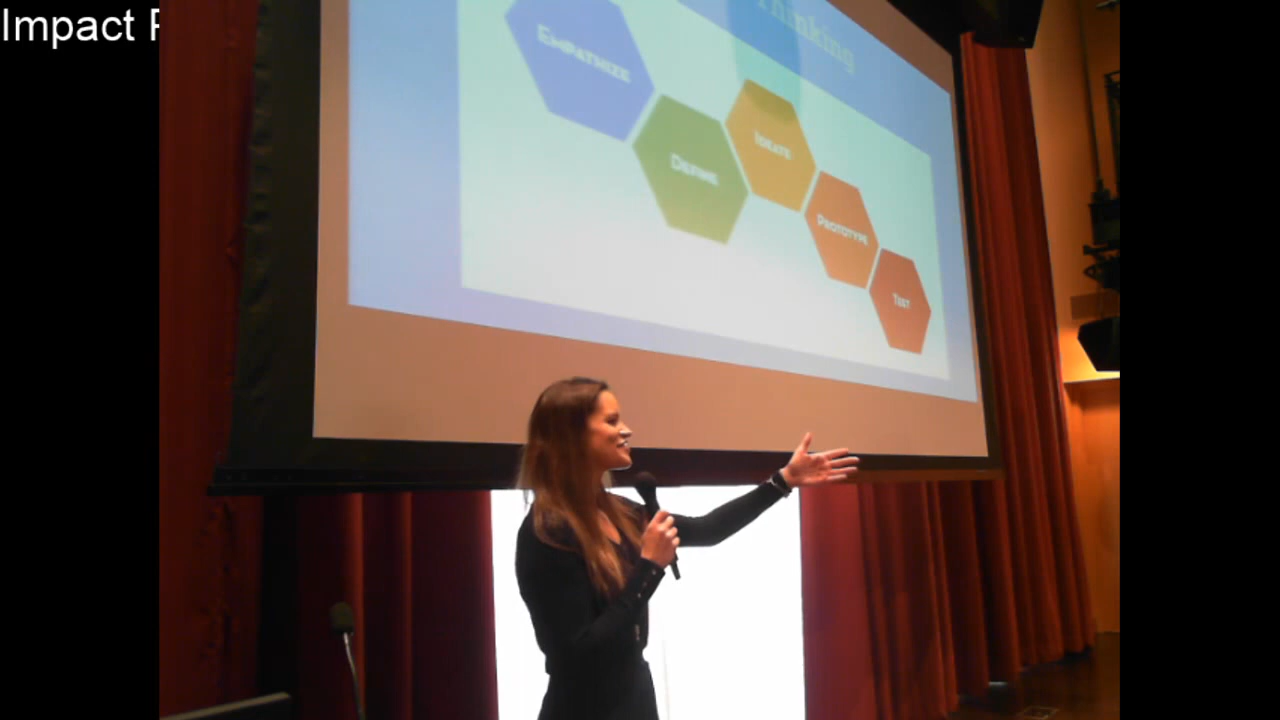 Impact
Thinking
EMPATHIZE
DEFINE
IDEATE
PROTOTYPE
TEST